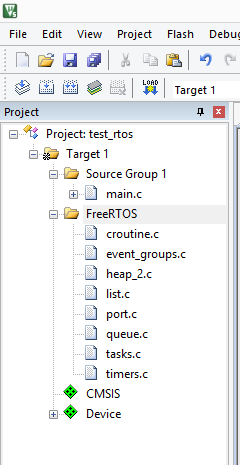 File Edit View Project Flash Debu
LOAD
Target 1
Project
Project: test_rtos
Target 1
Source Group 1
main.c
FreeRTOS
croutine.c
event_groups.c
heap_2.c
list.c
port.c
queue.c
tasks.c
timers.c
CMSIS
Device